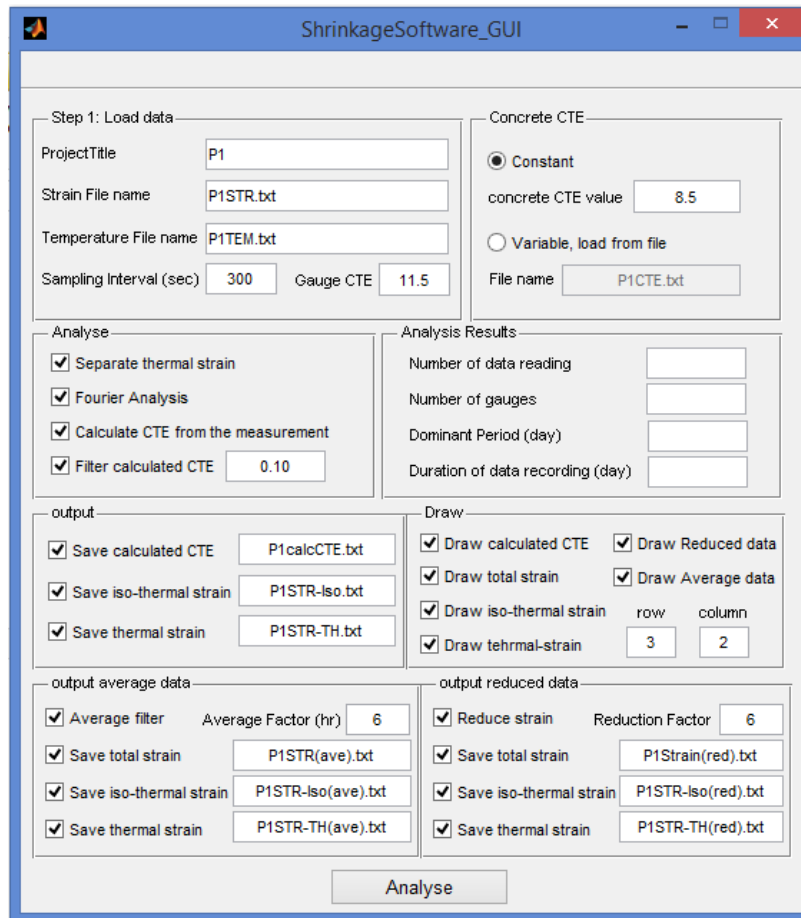 ShrinkageSoftware_GUI
Step 1: Load data
ProjectTitle P1
Strain File name P1STR.txt
Temperature File name P1TEM.txt
Sampling Interval (sec) 300 Gauge CTE 11.5
Concrete CTE
Constant
concrete CTE value 8.5
Variable, load from file
File name P1CTE.txt
Analyse
Separate thermal strain
Fourier Analysis
Calculate CTE from the measurement
Filter calculated CTE 0.10
Analysis Results
Number of data reading
Number of gauges
Dominant Period (day)
Duration of data recording (day)
output
Save calculated CTE P1calcCTE.txt
Save iso-thermal strain P1STR-Iso.txt
Save thermal strain P1STR-TH.txt
Draw
Draw calculated CTE Draw Reduced data
Draw total strain Draw Average data
Draw iso-thermal strain row column
Draw tehrmal-strain 3 2
output average data
Average filter Average Factor (hr) 6
Save total strain P1STR(ave).txt
Save iso-thermal strain P1STR-Iso(ave).txt
Save thermal strain P1STR-TH(ave).txt
output reduced data
Reduce strain Reduction Factor 6
Save total strain P1Strain(red).txt
Save iso-thermal strain P1STR-Iso(red).txt
Save thermal strain P1STR-TH(red).txt
Analyse